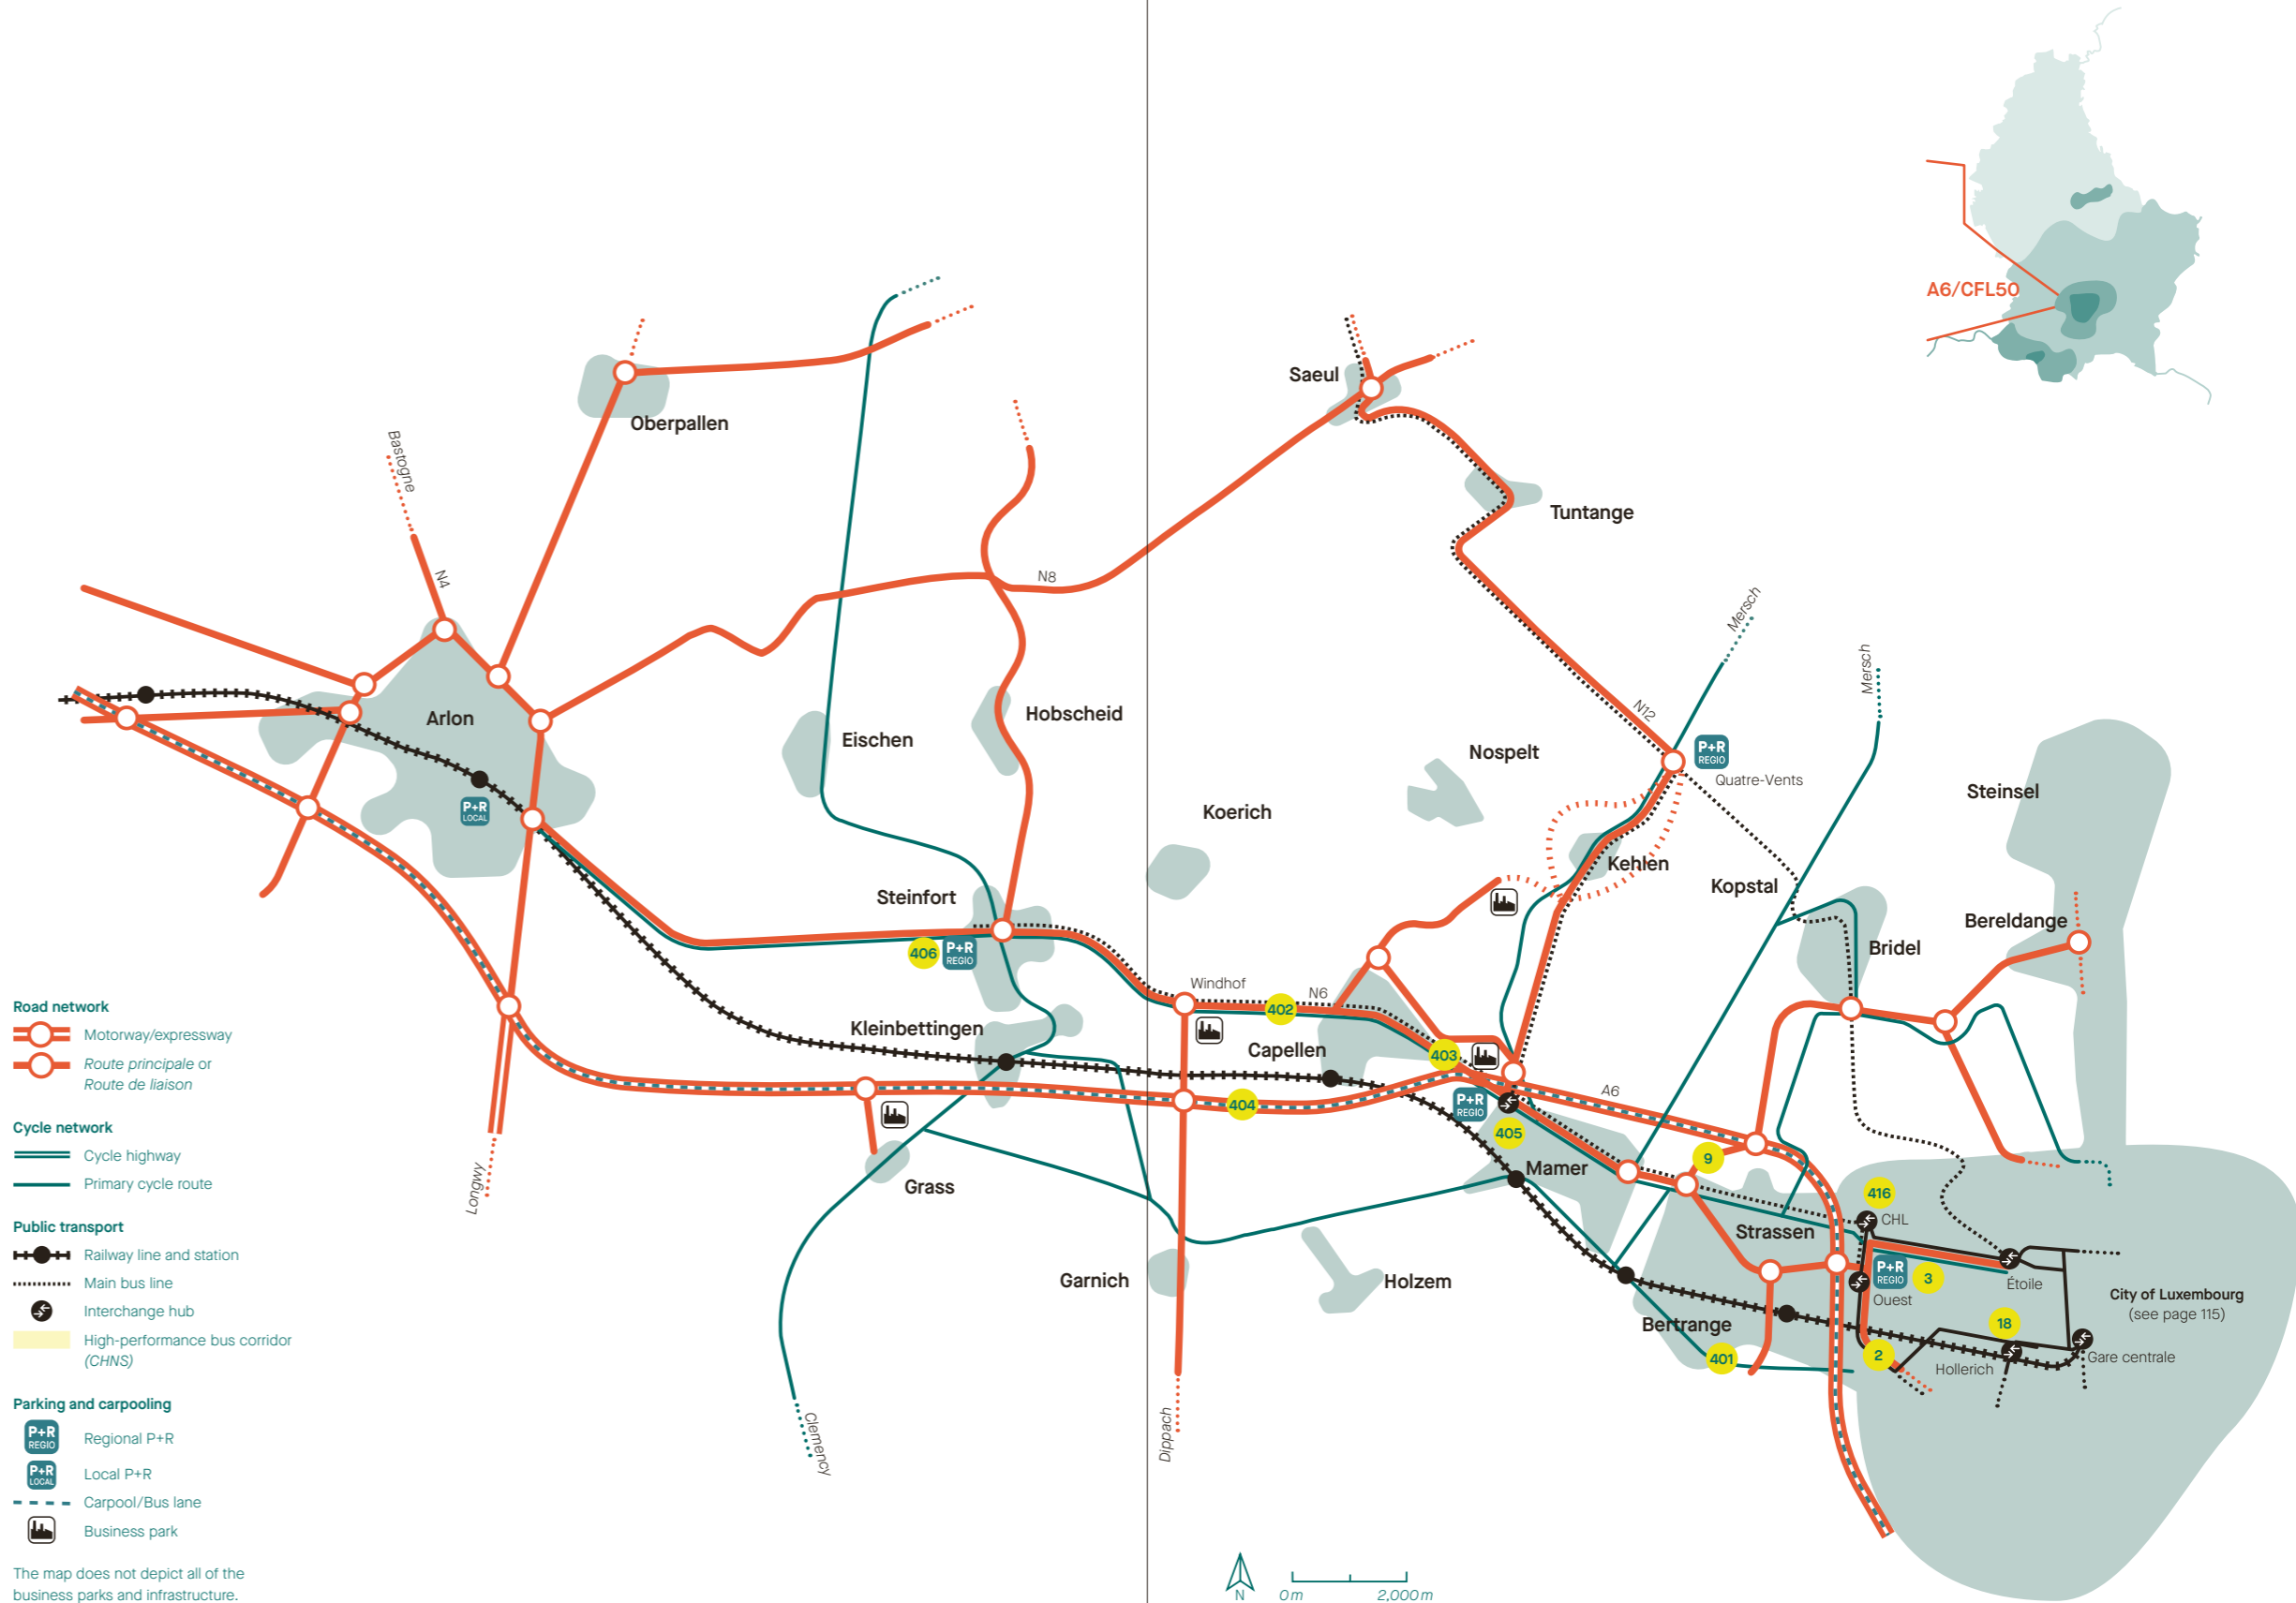 A6/CFL50
Saeul
Oberpallen
Bastogne
Tuntange
N4
N8
Mersch
Mersch
N12
Arlon
Hobscheid
Eischen
Nospelt
P+R
REGIO
Quatre-Vents
Steinsel
P+R
LOCAL
Koerich
Kehlen
Kopstal
Steinfort
Bereldange
406
P+R
REGIO
Bridel
Windhof
N6
402
Kleinbettingen
Capellen
403
A6
404
P+R
REGIO
405
9
Mamer
Longwy
Grass
416
CHL
Strassen
Garnich
Holzem
P+R
REGIO
3
Étoile
Ouest
City of Luxembourg
(see page 115)
Bertrange
18
401
2
Hollerich
Gare centrale
Clemency
Dippach
Road network
Motorway/expressway
Route principale or
Route de liaison
Cycle network
Cycle highway
Primary cycle route
Public transport
Railway line and station
Main bus line
Interchange hub
High-performance bus corridor
(CHNS)
Parking and carpooling
P+R
REGIO
Regional P+R
P+R
LOCAL
Local P+R
Carpool/Bus lane
Business park
The map does not depict all of the
business parks and infrastructure.
N
0 m
2,000 m